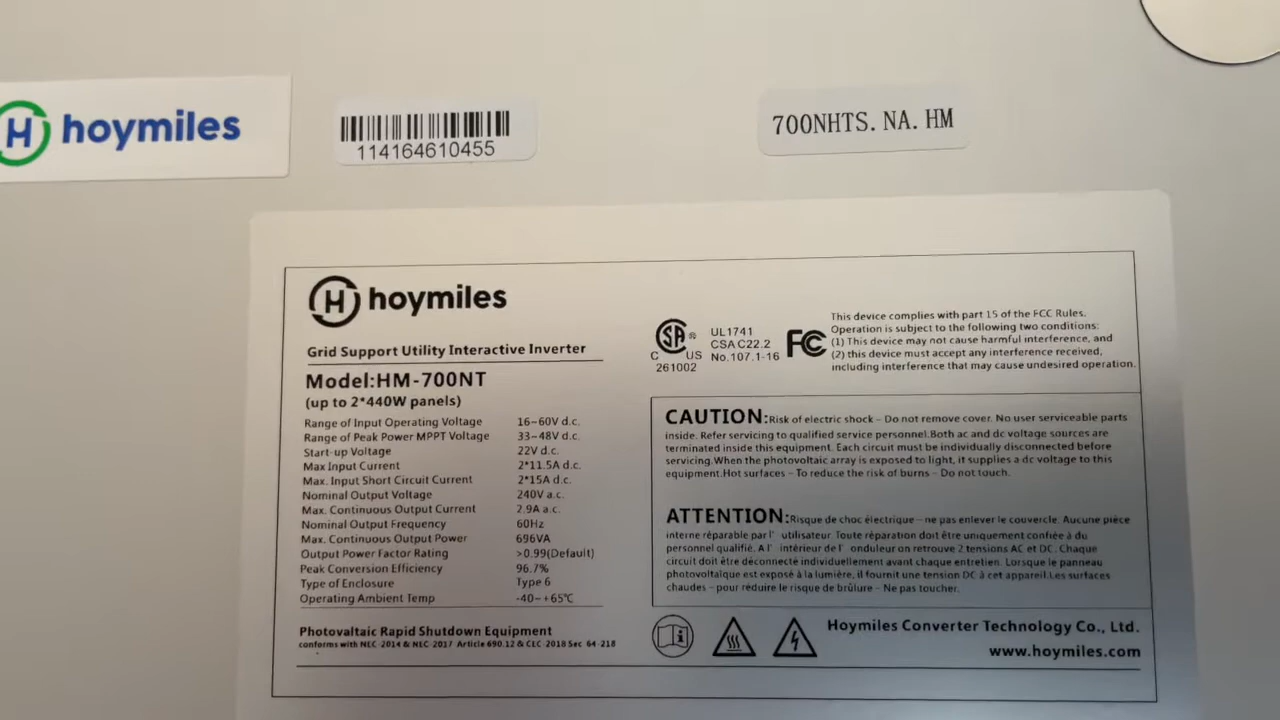 hoymiles
114164610455
700NHTS.NA.HM
hoymiles
Grid Support Utility Interactive Inverter
Model:HM-700NT
(up to 2*440W panels)
Range of Input Operating Voltage 16-60V d.c.
Range of Peak Power MPPT Voltage 33-48V d.c.
Start-up Voltage 22V d.c.
Max Input Current 2*11.5A d.c.
Max. Input Short Circuit Current 2*15A d.c.
Nominal Output Voltage 240V a.c.
Max. Continuous Output Current 2.9A a.c.
Nominal Output Frequency 60Hz
Max. Continuous Output Power 696VA
Output Power Factor Rating >0.99(Default)
Peak Conversion Efficiency 96.7%
Type of Enclosure Type 6
Operating Ambient Temp -40~+65℃
Photovoltaic Rapid Shutdown Equipment
conforms with NEC-2014 & NEC-2017 Article 690.12 & CEC-2018 Sec 64-218
SA ®
C US
261002
UL1741
CSA C22.2
No.107.1-16
FC
This device complies with part 15 of the FCC Rules.
Operation is subject to the following two conditions:
(1) This device may not cause harmful interference, and
(2) this device must accept any interference received,
including interference that may cause undesired operation.
CAUTION:Risk of electric shock - Do not remove cover. No user serviceable parts
inside. Refer servicing to qualified service personnel.Both ac and dc voltage sources are
terminated inside this equipment. Each circuit must be individually disconnected before
servicing.When the photovoltaic array is exposed to light, it supplies a dc voltage to this
equipment.Hot surfaces - To reduce the risk of burns - Do not touch.
ATTENTION:Risque de choc électrique - ne pas enlever le couvercle. Aucune pièce
interne réparable par l' utilisateur Toute réparation doit être uniquement confiée à du
personnel qualifié. A l' intérieur de l' onduleur on retrouve 2 tensions AC et DC. Chaque
circuit doit être déconnecté individuellement avant chaque entretien. Lorsque le panneau
photovoltaïque est exposé à la lumière, il fournit une tension DC à cet appareil.Les surfaces
chaudes - pour réduire le risque de brûlure - Ne pas toucher.
Hoymiles Converter Technology Co., Ltd.
www.hoymiles.com